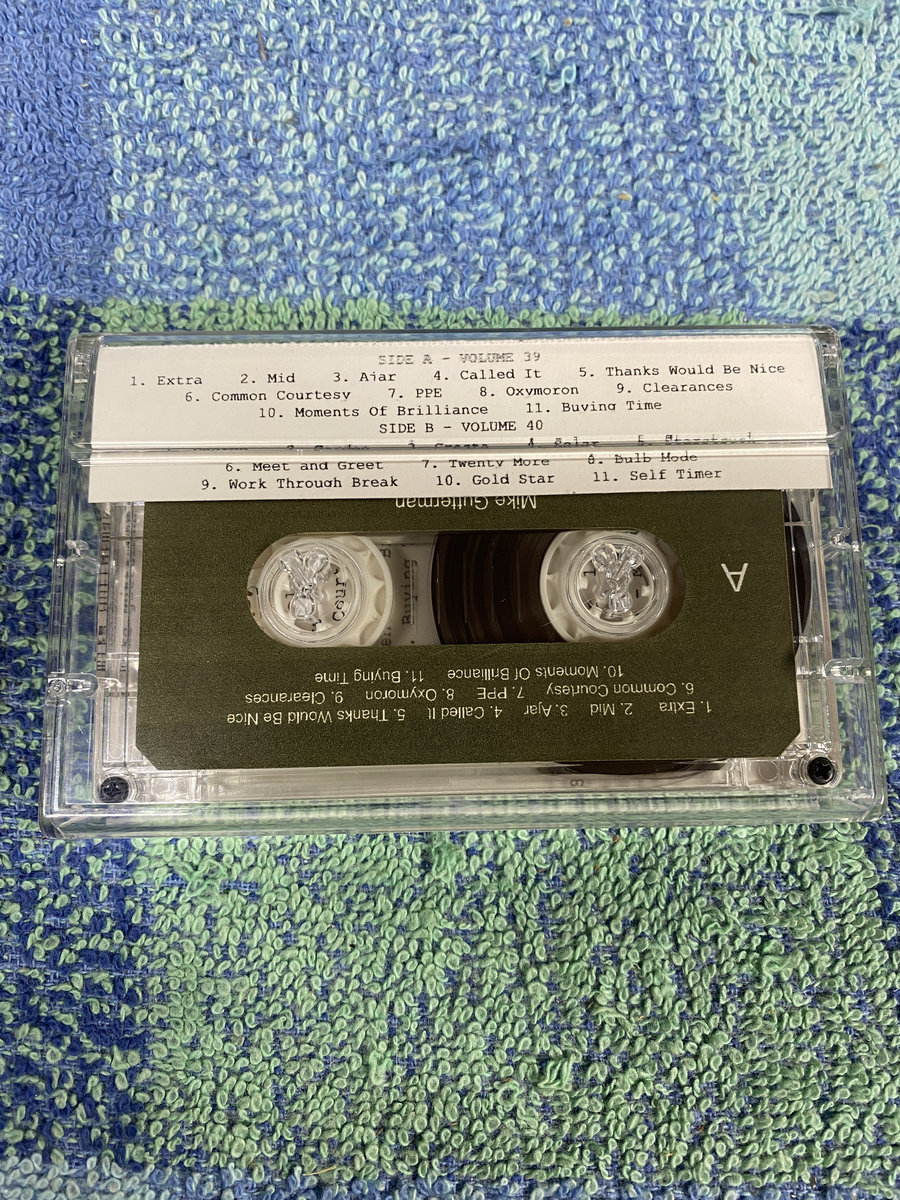 SIDE A - VOLUME 39
1. Extra 2. Mid 3. Ajar 4. Called It 5. Thanks Would Be Nice
6. Common Courtesy 7. PPE 8. Oxymoron 9. Clearances
10. Moments Of Brilliance 11. Buying Time
SIDE B - VOLUME 40
4. Solar 5. Starstruck
6. Meet and Greet 7. Twenty More 8. Bulb Mode
9. Work Through Break 10. Gold Star 11. Self Timer
Mike Gutterman
A
1. Extra 2. Mid 3. Ajar 4. Called It 5. Thanks Would Be Nice
6. Common Courtesy 7. PPE 8. Oxymoron 9. Clearances
10. Moments Of Brilliance 11. Buying Time